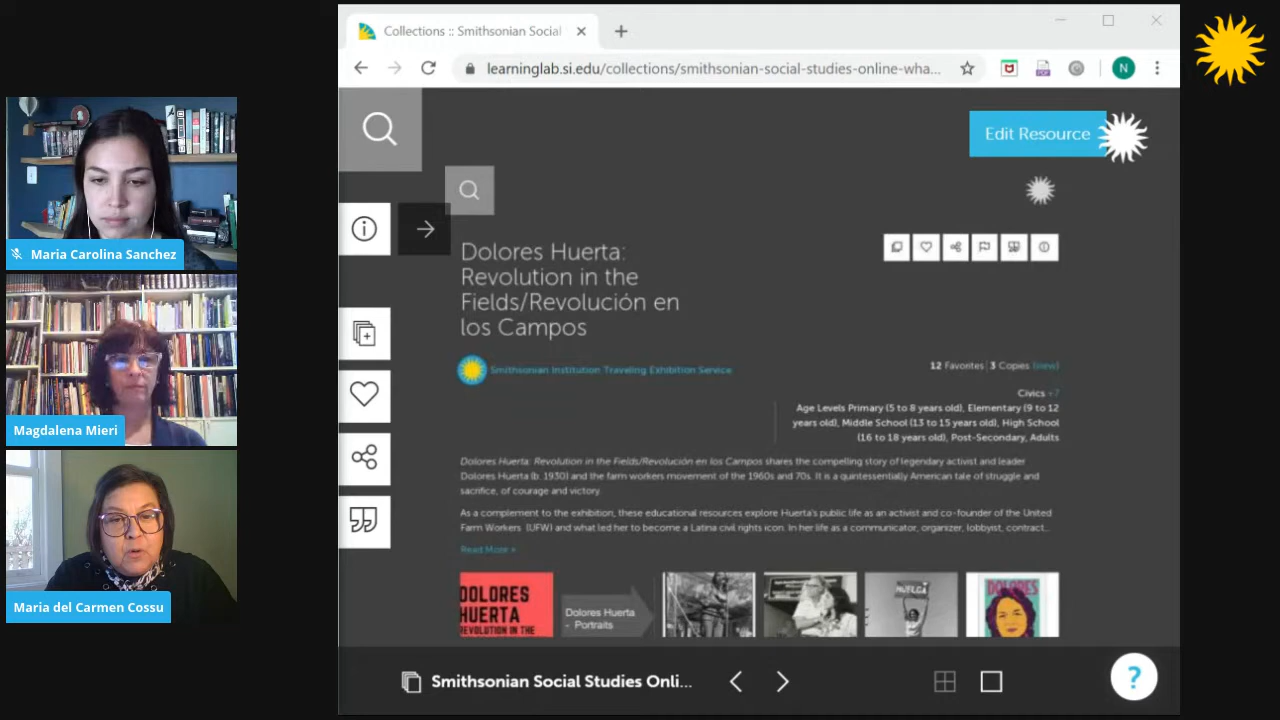 Collections :: Smithsonian Social
learninglab.si.edu/collections/smithsonian-social-studies-online-wha...
N
Edit Resource
Maria Carolina Sanchez
Magdalena Mieri
Maria del Carmen Cossu
Dolores Huerta:
Revolution in the
Fields/Revolución en
los Campos
Smithsonian Institution Traveling Exhibition Service
12 Favorites | 3 Copies (view)
Civics +7
Age Levels Primary (5 to 8 years old), Elementary (9 to 12
years old), Middle School (13 to 15 years old), High School
(16 to 18 years old), Post-Secondary, Adults
Dolores Huerta: Revolution in the Fields/Revolución en los Campos shares the compelling story of legendary activist and leader
Dolores Huerta (b. 1930) and the farm workers movement of the 1960s and 70s. It is a quintessentially American tale of struggle and
sacrifice, of courage and victory.
As a complement to the exhibition, these educational resources explore Huerta's public life as an activist and co-founder of the United
Farm Workers (UFW) and what led her to become a Latina civil rights icon. In her life as a communicator, organizer, lobbyist, contract...
Read More »
DOLORES
HUERTA
REVOLUTION IN THE
Dolores Huerta
- Portraits
HUELGA
DOLORES
Smithsonian Social Studies Onli...
?